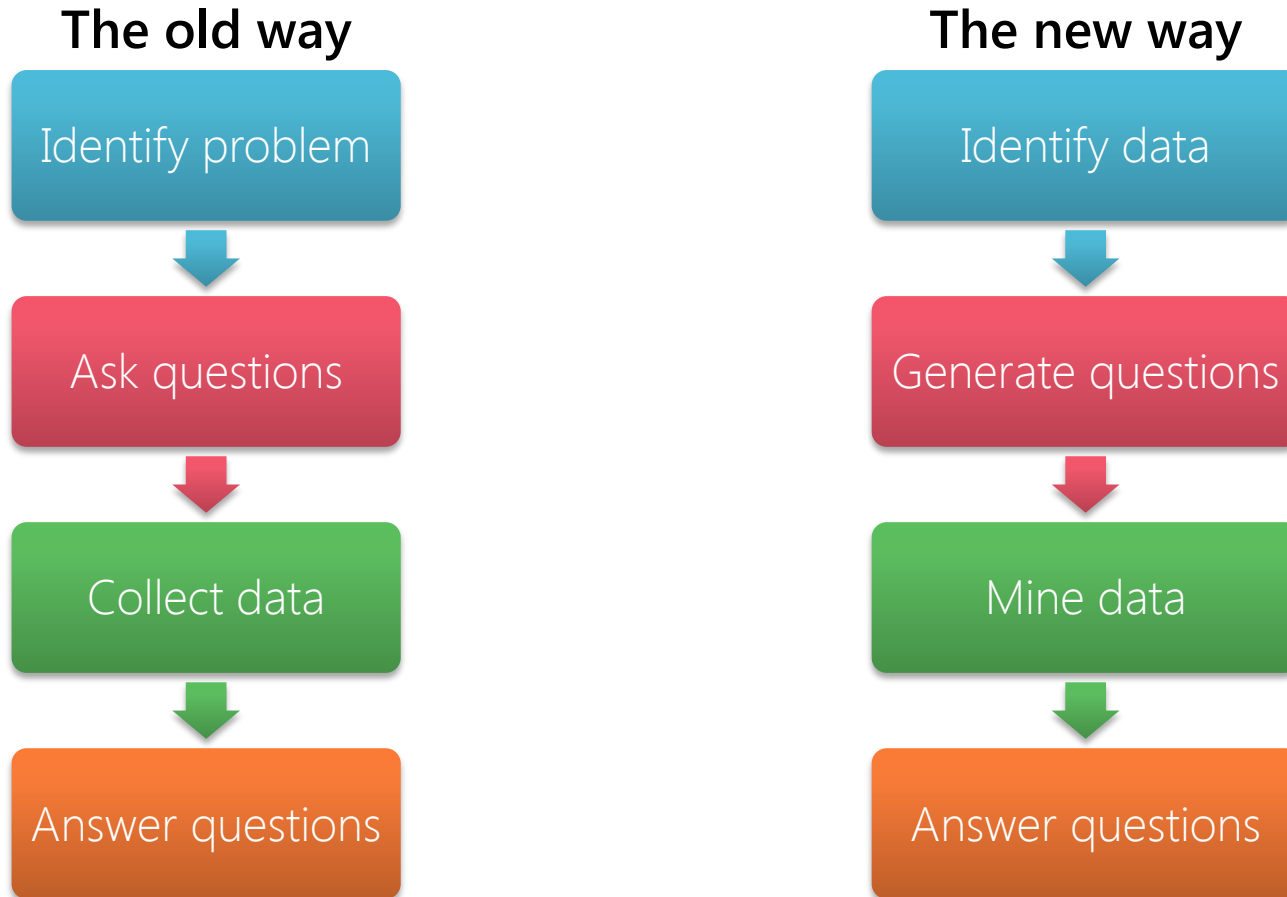 The old way
Identify problem
Ask questions
Collect data
Answer questions
The new way
Identify data
Generate questions
Mine data
Answer questions